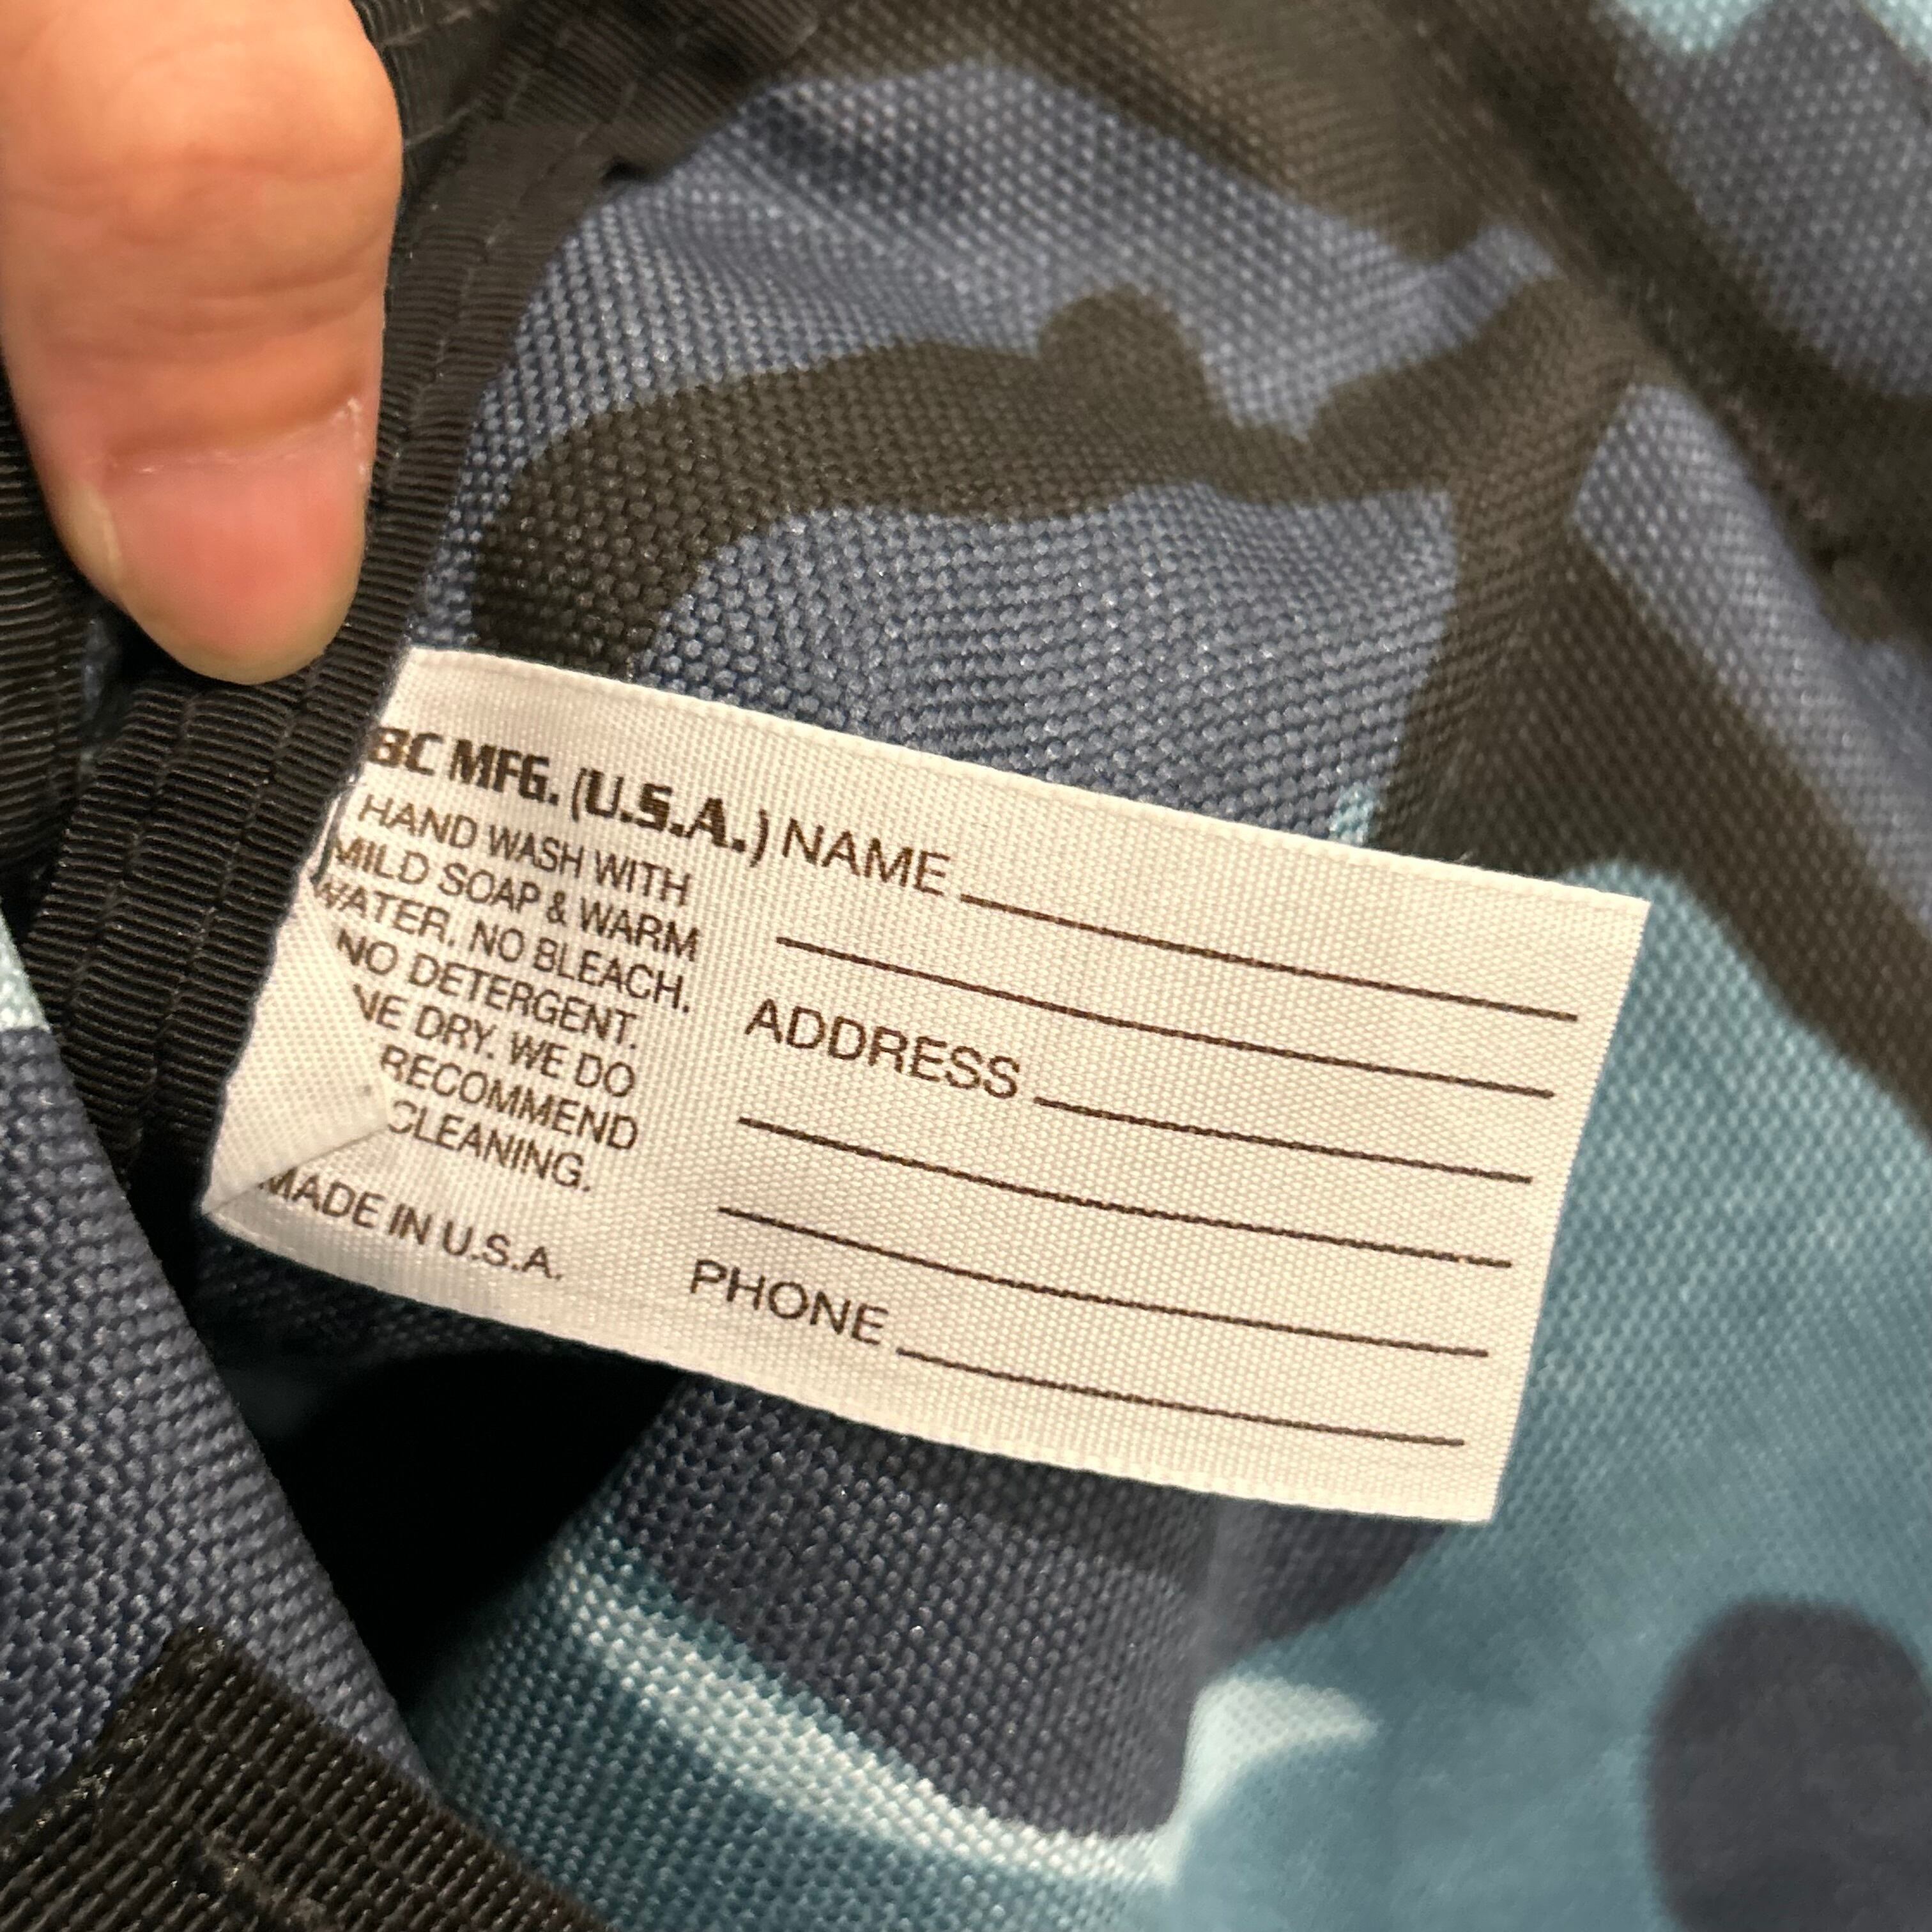 BC MFG. (U.S.A.)
HAND WASH WITH
MILD SOAP & WARM
WATER. NO BLEACH.
NO DETERGENT.
NE DRY. WE DO
RECOMMEND
CLEANING.
MADE IN U.S.A.
NAME
ADDRESS
PHONE